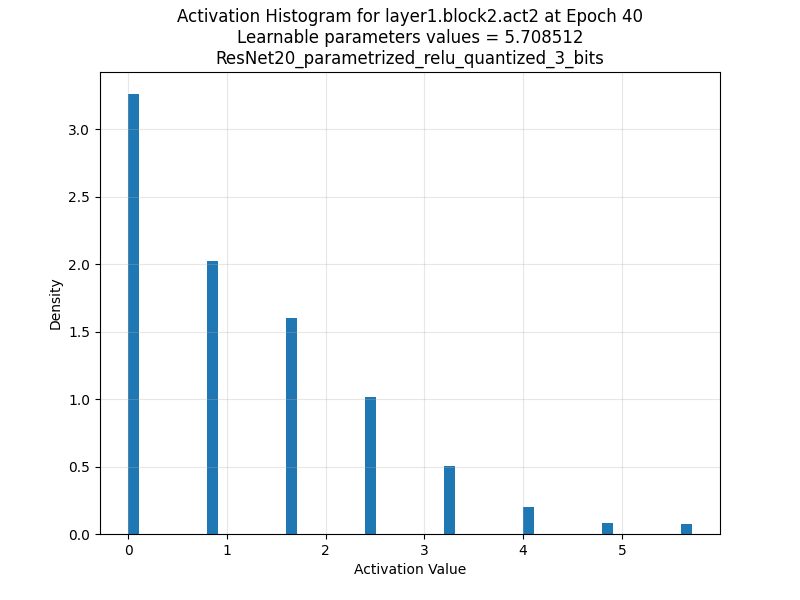 Activation Histogram for layer1.block2.act2 at Epoch 40
Learnable parameters values = 5.708512
ResNet20_parametrized_relu_quantized_3_bits
3.0
2.5
2.0
1.5
1.0
0.5
0.0
Density
0 1 2 3 4 5
Activation Value